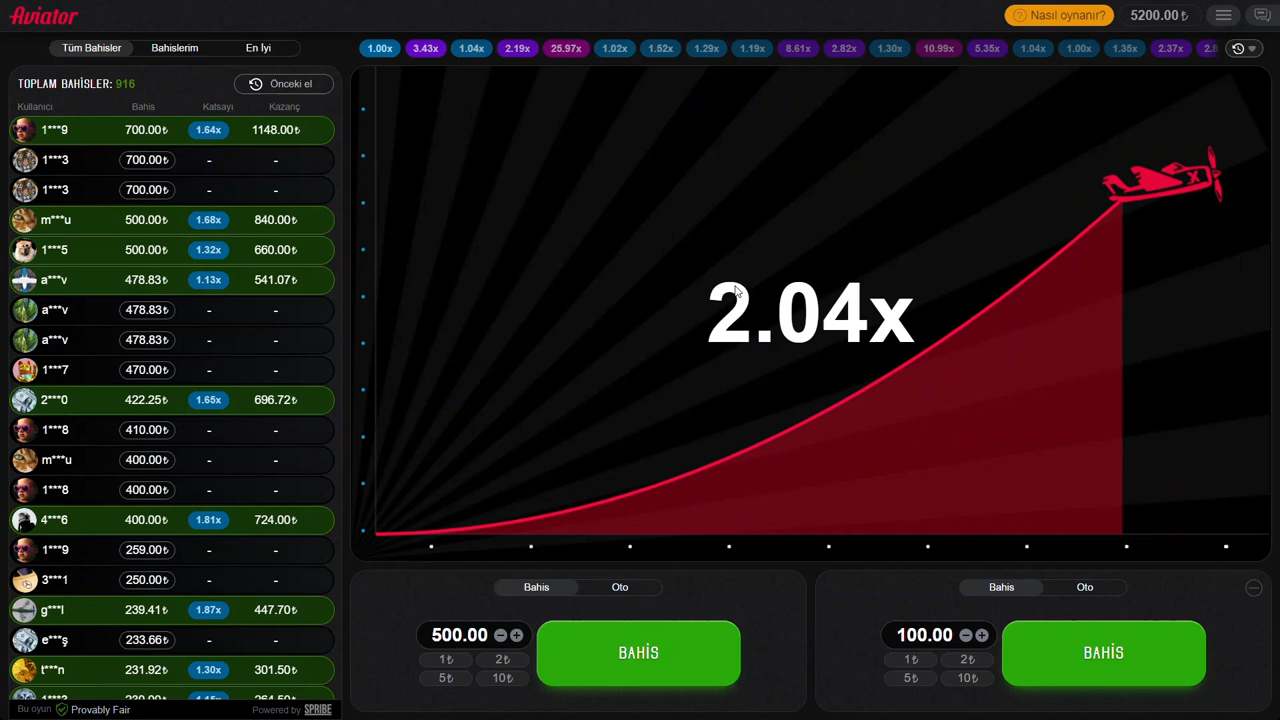 Aviator
Nasıl oynanır?
5200.00₺
Tüm Bahisler
Bahislerim
En İyi
1.00x 3.43x 1.04x 2.19x 25.97x 1.02x 1.52x 1.29x 1.19x 8.61x 2.82x 1.30x 10.99x 5.35x 1.04x 1.00x 1.35x 2.37x
TOPLAM BAHİSLER: 916
Önceki el
Kullanıcı Bahis Katsayı Kazanç
1***9 700.00₺ 1.64x 1148.00₺
1***3 700.00₺ - -
1***3 700.00₺ - -
m***u 500.00₺ 1.68x 840.00₺
1***5 500.00₺ 1.32x 660.00₺
a***v 478.83₺ 1.13x 541.07₺
a***v 478.83₺ - -
a***v 478.83₺ - -
1***7 470.00₺ - -
2***0 422.25₺ 1.65x 696.72₺
1***8 410.00₺ - -
m***u 400.00₺ - -
1***8 400.00₺ - -
4***6 400.00₺ 1.81x 724.00₺
1***9 259.00₺ - -
3***1 250.00₺ - -
g***l 239.41₺ 1.87x 447.70₺
e***ş 233.66₺ - -
t***n 231.92₺ 1.30x 301.50₺
Bu oyun Provably Fair
Powered by SPRIBE
2.04x
Bahis Oto
500.00
1₺ 2₺
5₺ 10₺
BAHİS
Bahis Oto
100.00
1₺ 2₺
5₺ 10₺
BAHİS